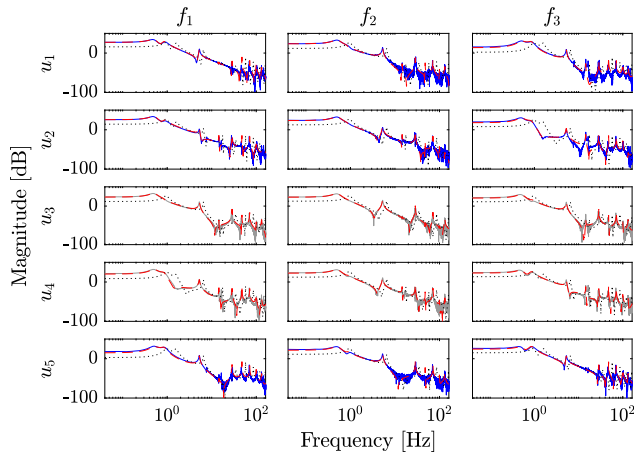 f1 f2 f3
u1 0 -100
u2 0 -100
Magnitude [dB]
u3 0 -100
u4 0 -100
u5 0 -100
10^0 10^2 10^0 10^2 10^0 10^2
Frequency [Hz]